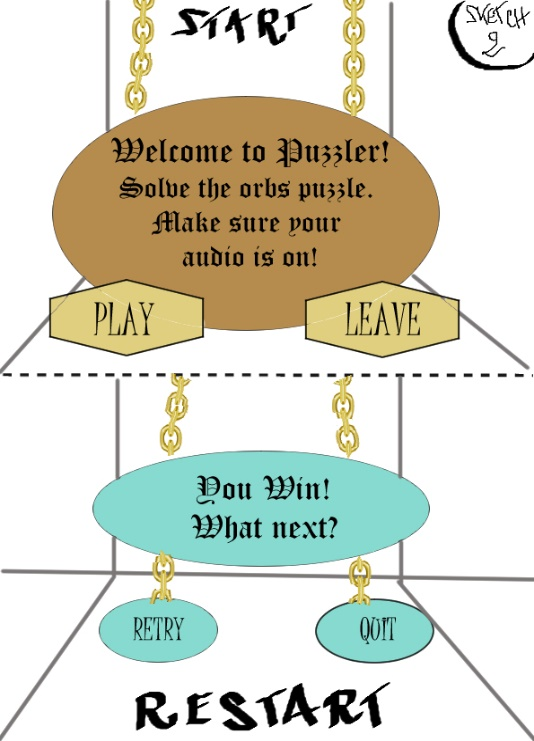 START
SKETCH
2
Welcome to Puzzler!
Solve the orbs puzzle.
Make sure your
audio is on!
PLAY
LEAVE
You Win!
What next?
RETRY
QUIT
RESTART